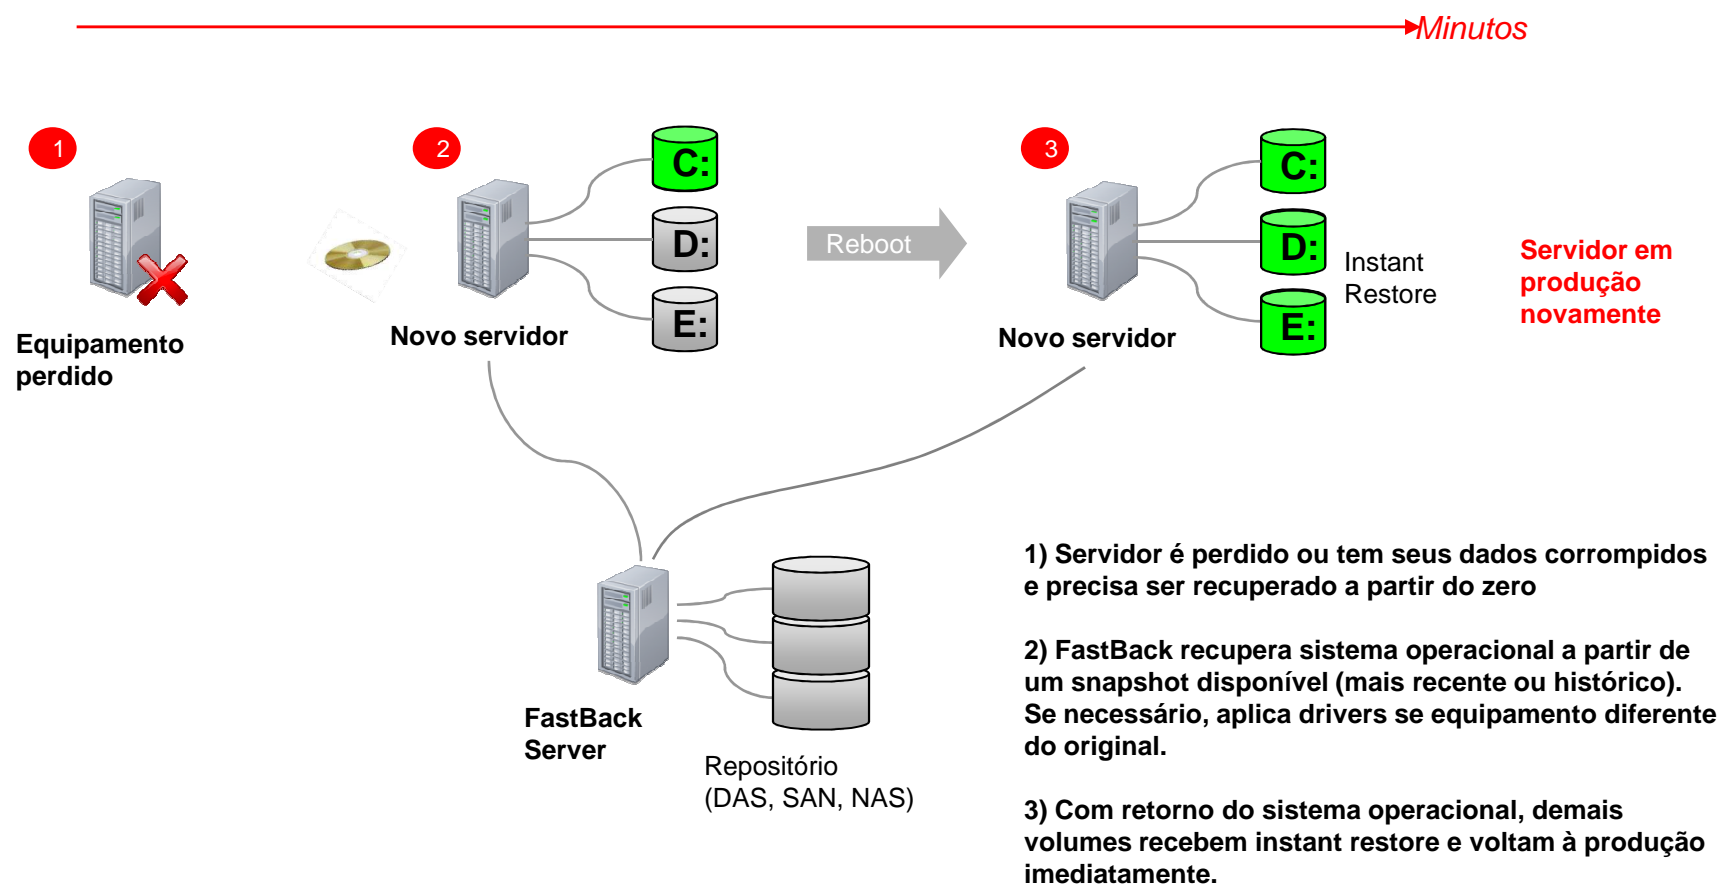 Minutos
1
2
3
C:
D:
E:
Reboot
C:
D:
E:
Instant
Restore
Servidor em
produção
novamente
Equipamento
perdido
Novo servidor
Novo servidor
FastBack
Server
Repositório
(DAS, SAN, NAS)
1) Servidor é perdido ou tem seus dados corrompidos
e precisa ser recuperado a partir do zero
2) FastBack recupera sistema operacional a partir de
um snapshot disponível (mais recente ou histórico).
Se necessário, aplica drivers se equipamento diferente
do original.
3) Com retorno do sistema operacional, demais
volumes recebem instant restore e voltam à produção
imediatamente.